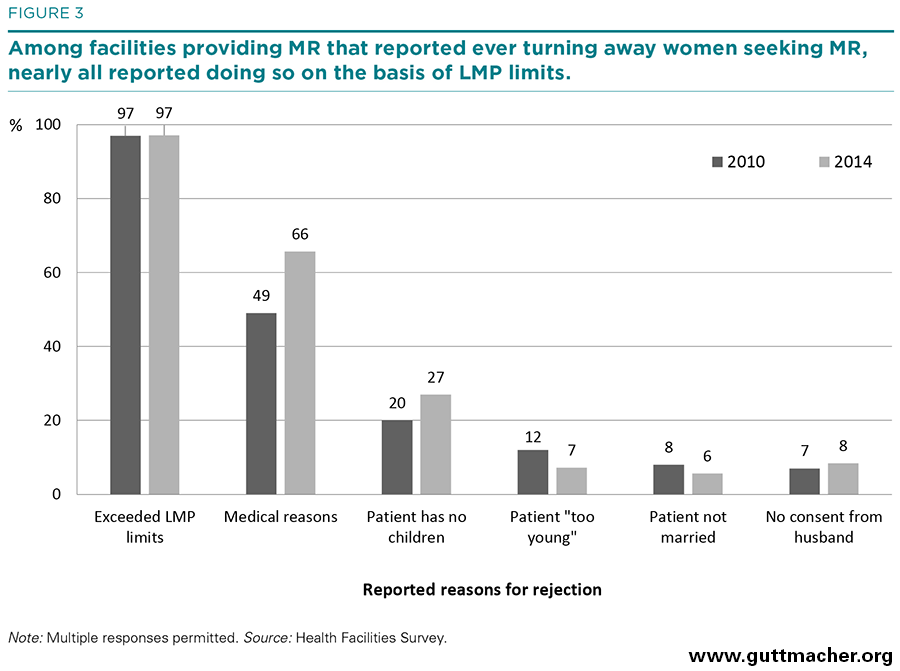 FIGURE 3
Among facilities providing MR that reported ever turning away women seeking MR,
nearly all reported doing so on the basis of LMP limits.
97 97
% 100
2010 2014
80
66
60
49
40
27
20
20
12
7
8
6
7
8
0
Exceeded LMP
limits
Medical reasons
Patient has no
children
Patient "too
young"
Patient not
married
No consent from
husband
Reported reasons for rejection
Note: Multiple responses permitted. Source: Health Facilities Survey.
www.guttmacher.org